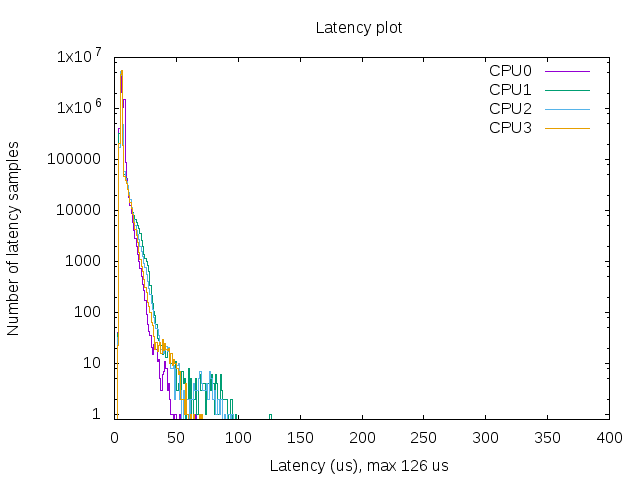 Latency plot
Number of latency samples
1x10^7
1x10^6
100000
10000
1000
100
10
1
CPU0
CPU1
CPU2
CPU3
0 50 100 150 200 250 300 350 400
Latency (us), max 126 us